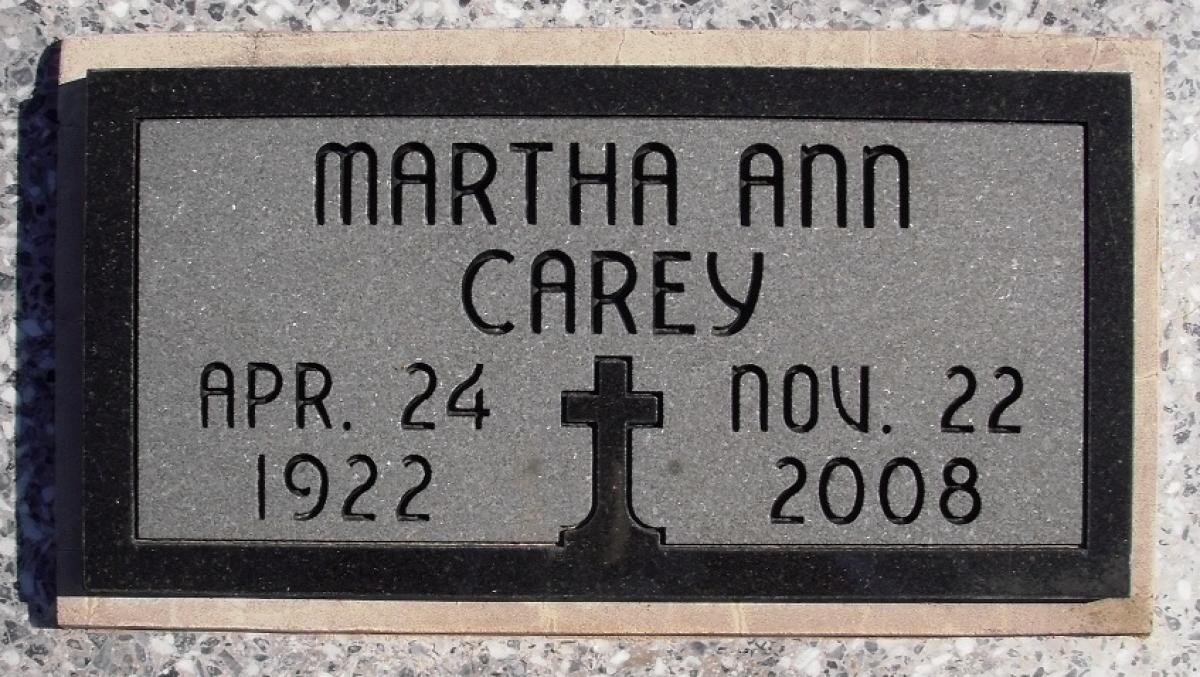 MARTHA ANN
CAREY
APR. 24
1922
NOV. 22
2008